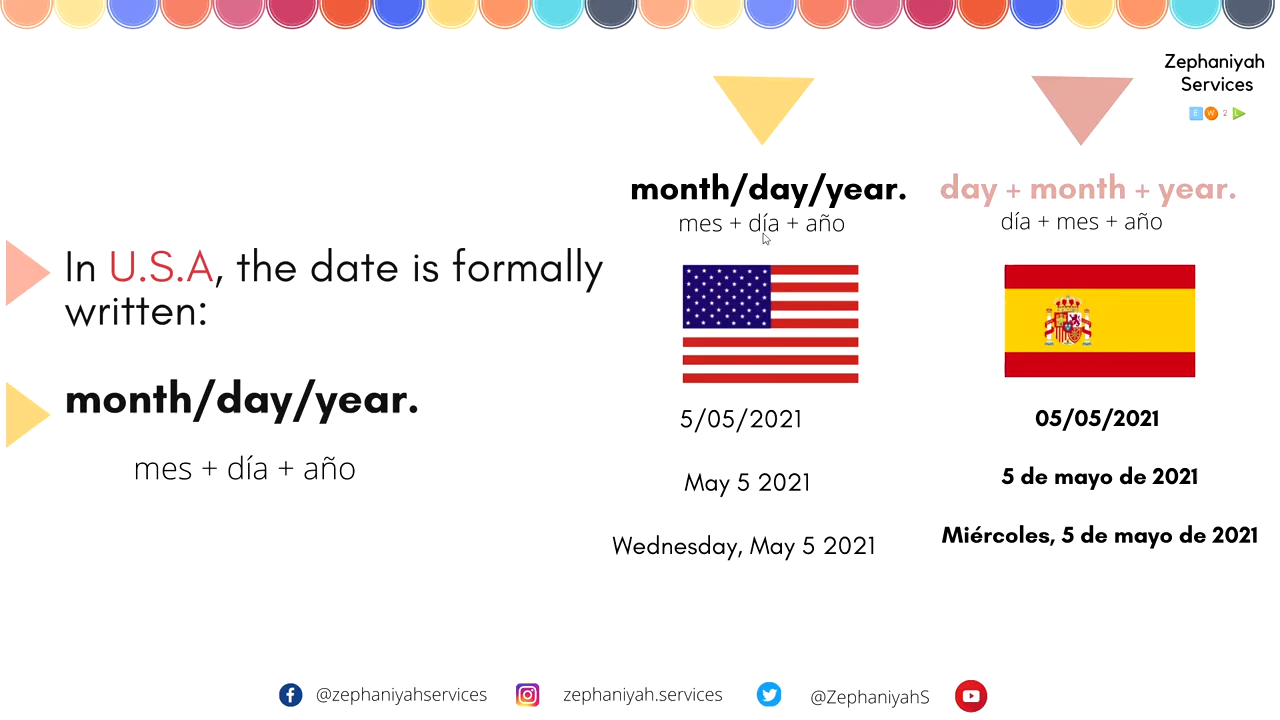 Zephaniyah
Services
E W 2 L
In U.S.A, the date is formally
written:
month/day/year.
mes + día + año
month/day/year.
mes + día + año
5/05/2021
May 5 2021
Wednesday, May 5 2021
day + month + year.
día + mes + año
05/05/2021
5 de mayo de 2021
Miércoles, 5 de mayo de 2021
@zephaniyahservices
zephaniyah.services
@ZephaniyahS